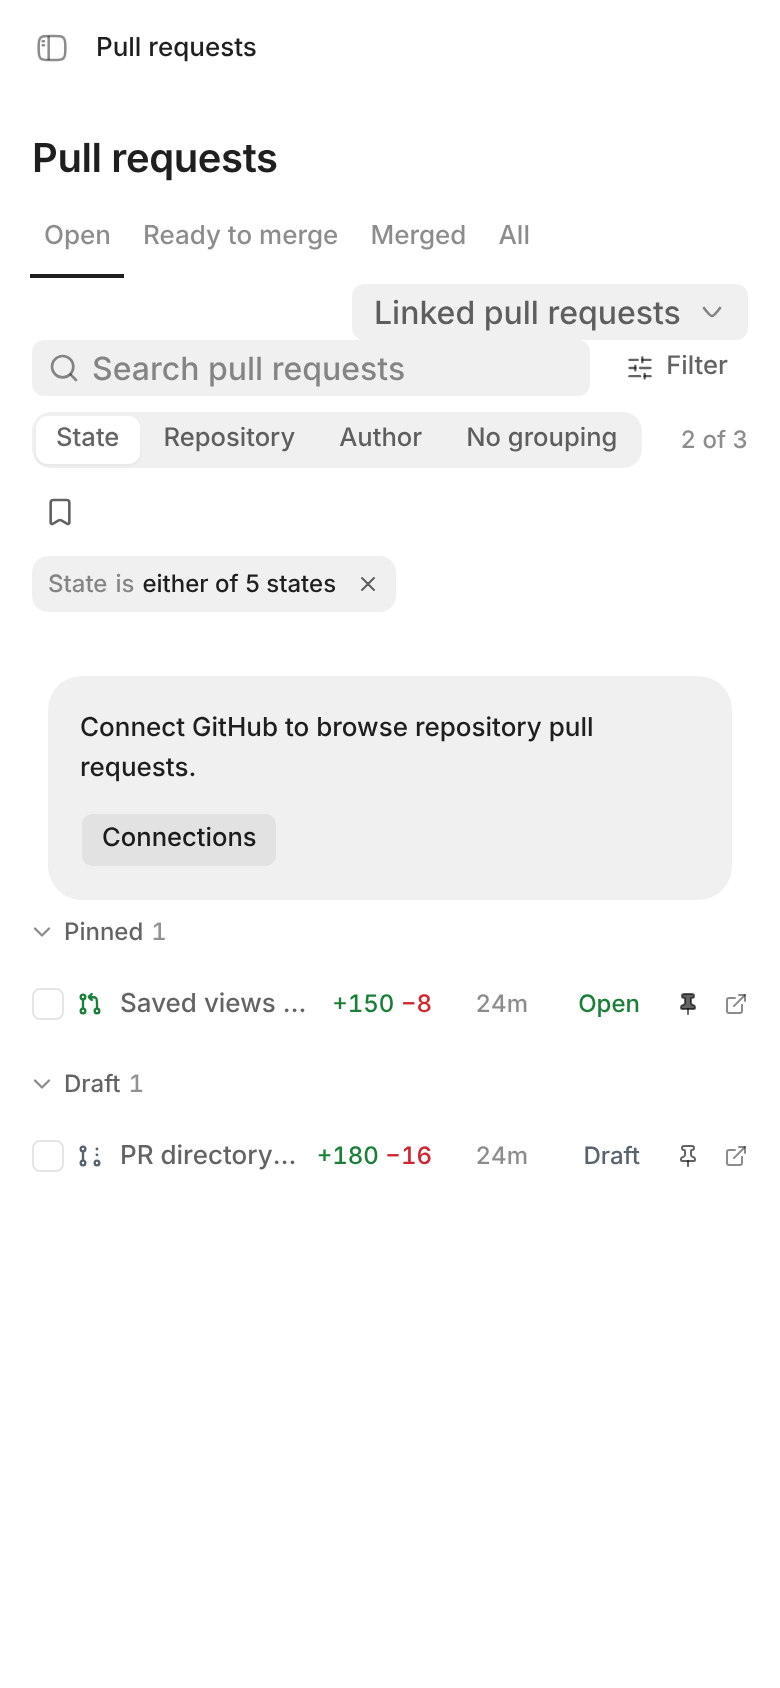 Pull requests
Pull requests
Open Ready to merge Merged All
Linked pull requests
Search pull requests Filter
State Repository Author No grouping 2 of 3
State is either of 5 states
Connect GitHub to browse repository pull
requests.
Connections
Pinned 1
Saved views ... +150 −8 24m Open
Draft 1
PR directory... +180 −16 24m Draft